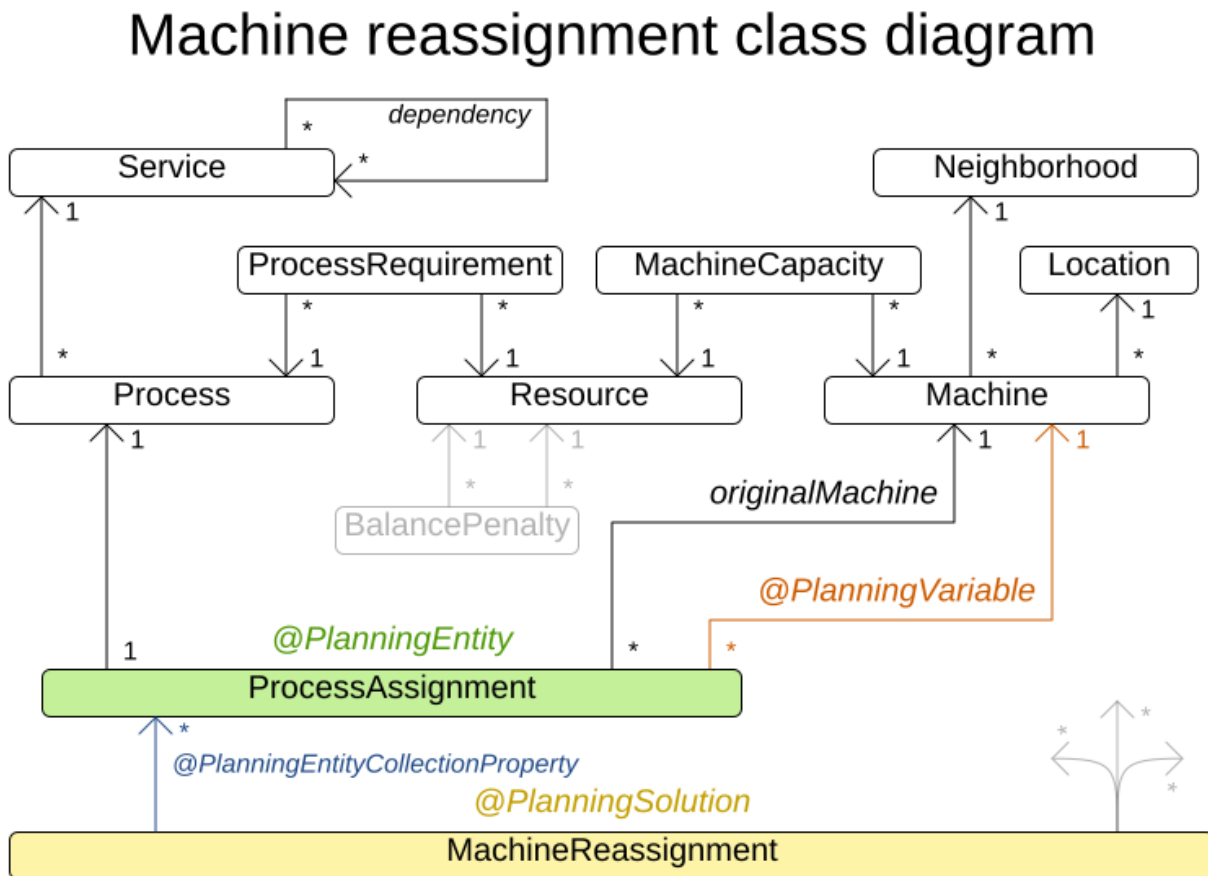 Machine reassignment class diagram
dependency
*
*
Service
Neighborhood
1
1
ProcessRequirement
MachineCapacity
Location
*
*
*
*
1
*
1
1
1
1
*
*
Process
Resource
Machine
1
1
1
1
1
*
*
originalMachine
BalancePenalty
@PlanningVariable
@PlanningEntity
1
*
*
ProcessAssignment
*
*
*
@PlanningEntityCollectionProperty
*
@PlanningSolution
MachineReassignment